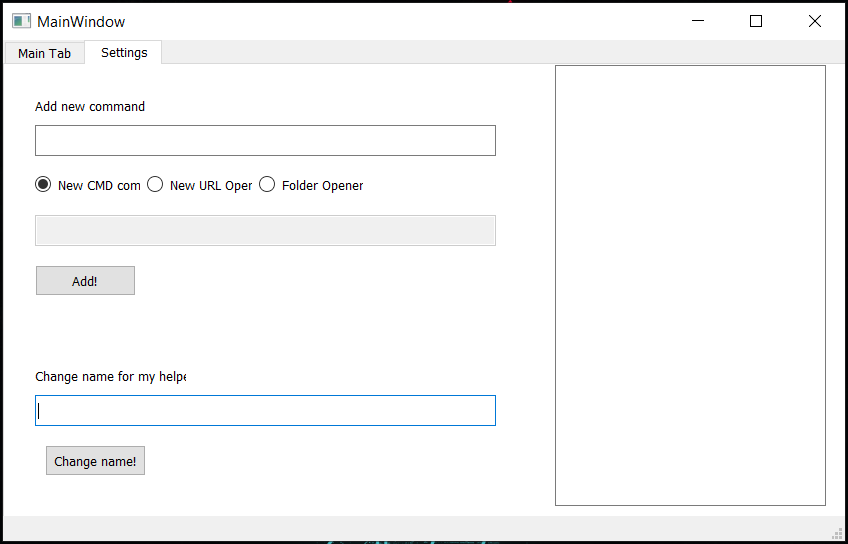 MainWindow
Main Tab Settings
Add new command
New CMD com New URL Oper Folder Opener
Add!
Change name for my helpe
Change name!